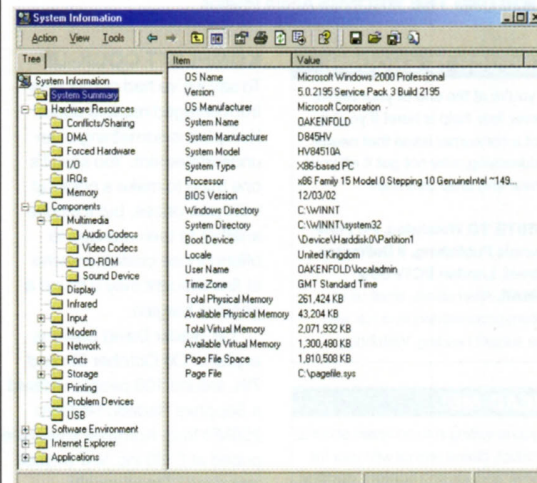 System Information
Action View Tools
Tree
System Information
System Summary
Hardware Resources
Conflicts/Sharing
DMA
Forced Hardware
I/O
IRQs
Memory
Components
Multimedia
Audio Codecs
Video Codecs
CD-ROM
Sound Device
Display
Infrared
Input
Modem
Network
Ports
Storage
Printing
Problem Devices
USB
Software Environment
Internet Explorer
Applications
Item Value
OS Name Microsoft Windows 2000 Professional
Version 5.0.2195 Service Pack 3 Build 2195
OS Manufacturer Microsoft Corporation
System Name OAKENFOLD
System Manufacturer D845HV
System Model HV84510A
System Type X86-based PC
Processor x86 Family 15 Model 0 Stepping 10 GenuineIntel ~149...
BIOS Version 12/03/02
Windows Directory C:\WINNT
System Directory C:\WINNT\system32
Boot Device \Device\Harddisk0\Partition1
Locale United Kingdom
User Name OAKENFOLD\localadmin
Time Zone GMT Standard Time
Total Physical Memory 261,424 KB
Available Physical Memory 43,204 KB
Total Virtual Memory 2,071,932 KB
Available Virtual Memory 1,300,480 KB
Page File Space 1,810,508 KB
Page File C:\pagefile.sys